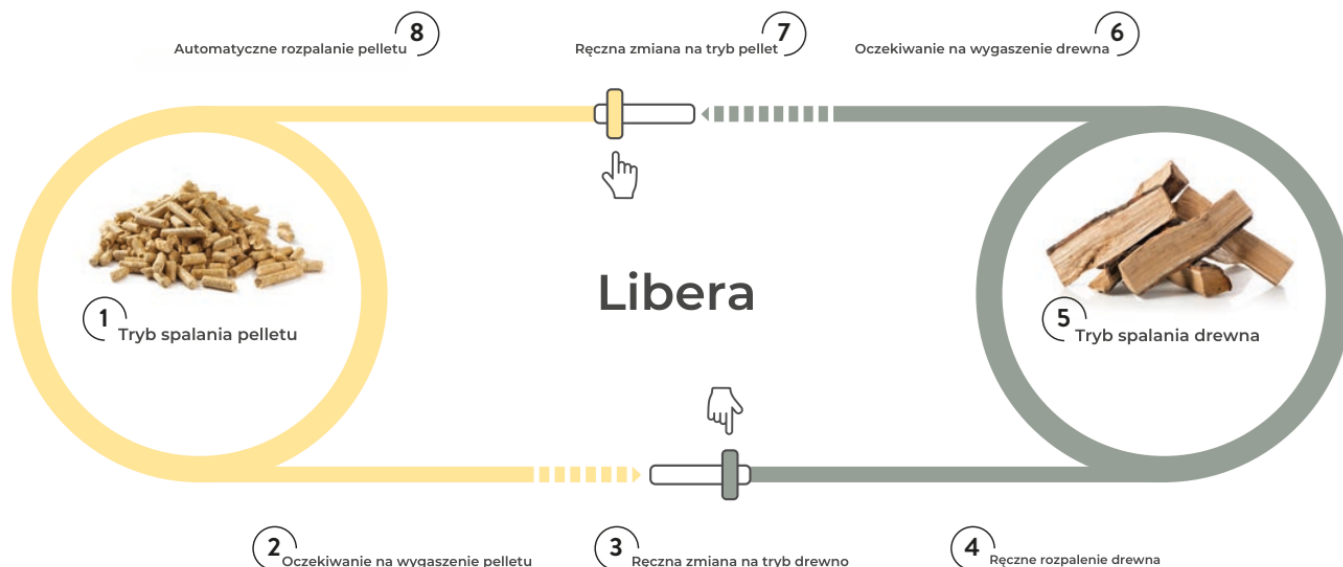 8
Automatyczne rozpalanie pelletu
7
Ręczna zmiana na tryb pellet
6
Oczekiwanie na wygaszenie drewna
Libera
1
Tryb spalania pelletu
5
Tryb spalania drewna
2
Oczekiwanie na wygaszenie pelletu
3
Ręczna zmiana na tryb drewno
4
Ręczne rozpalenie drewna